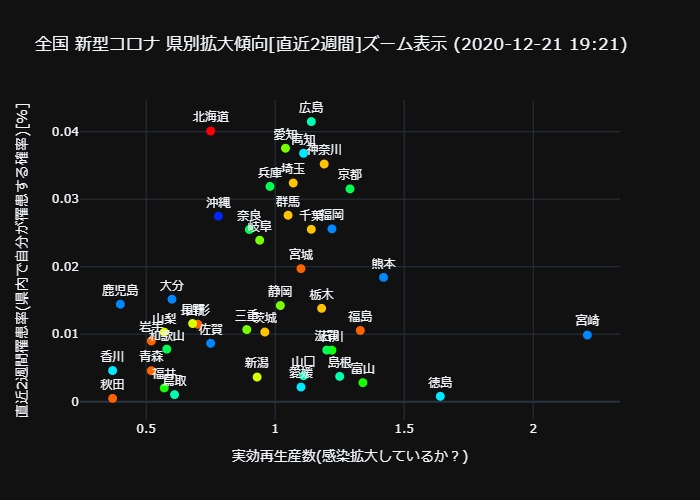 全国 新型コロナ 県別拡大傾向[直近2週間]ズーム表示 (2020-12-21 19:21)
直近2週間罹患率(県内で自分が罹患する確率)[%]
0.04
0.03
0.02
0.01
0
広島
北海道
愛知
高知
神奈川
埼玉
兵庫
京都
群馬
沖縄
奈良
千葉
福岡
岐阜
宮城
熊本
鹿児島
大分
静岡
栃木
山梨
三重
茨城
福島
宮崎
佐賀
和歌山
香川
青森
新潟
山口
島根
富山
愛媛
福井
秋田
鳥取
徳島
0.5
1
1.5
2
実効再生産数(感染拡大しているか？)